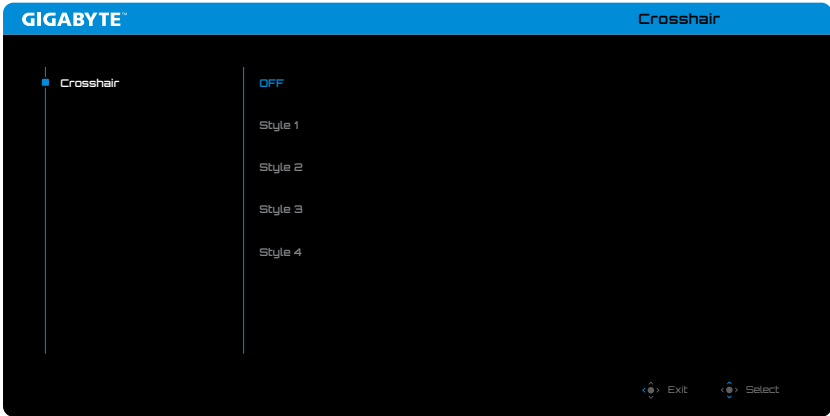 GIGABYTE™ Crosshair
Crosshair OFF
Style 1
Style 2
Style 3
Style 4
Exit Select